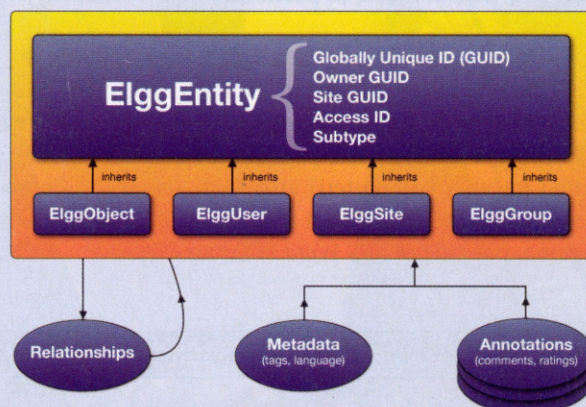 ElggEntity
Globally Unique ID (GUID)
Owner GUID
Site GUID
Access ID
Subtype
inherits
inherits
inherits
inherits
ElggObject
ElggUser
ElggSite
ElggGroup
Relationships
Metadata
(tags, language)
Annotations
(comments, ratings)